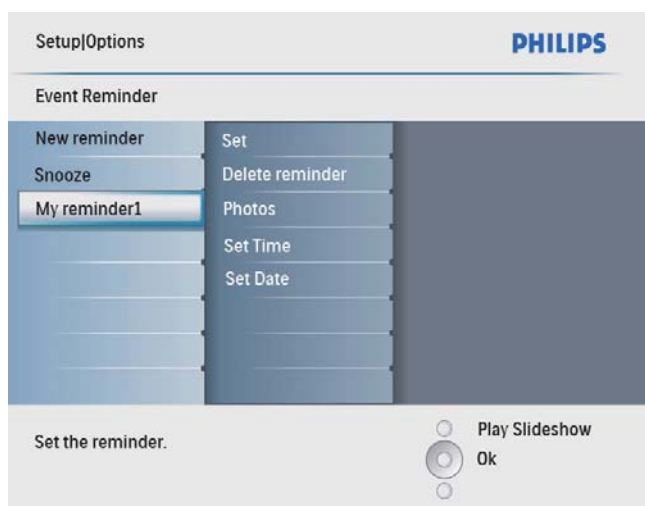 Setup|Options
PHILIPS
Event Reminder
New reminder
Snooze
My reminder1
Set
Delete reminder
Photos
Set Time
Set Date
Set the reminder.
Play Slideshow
Ok